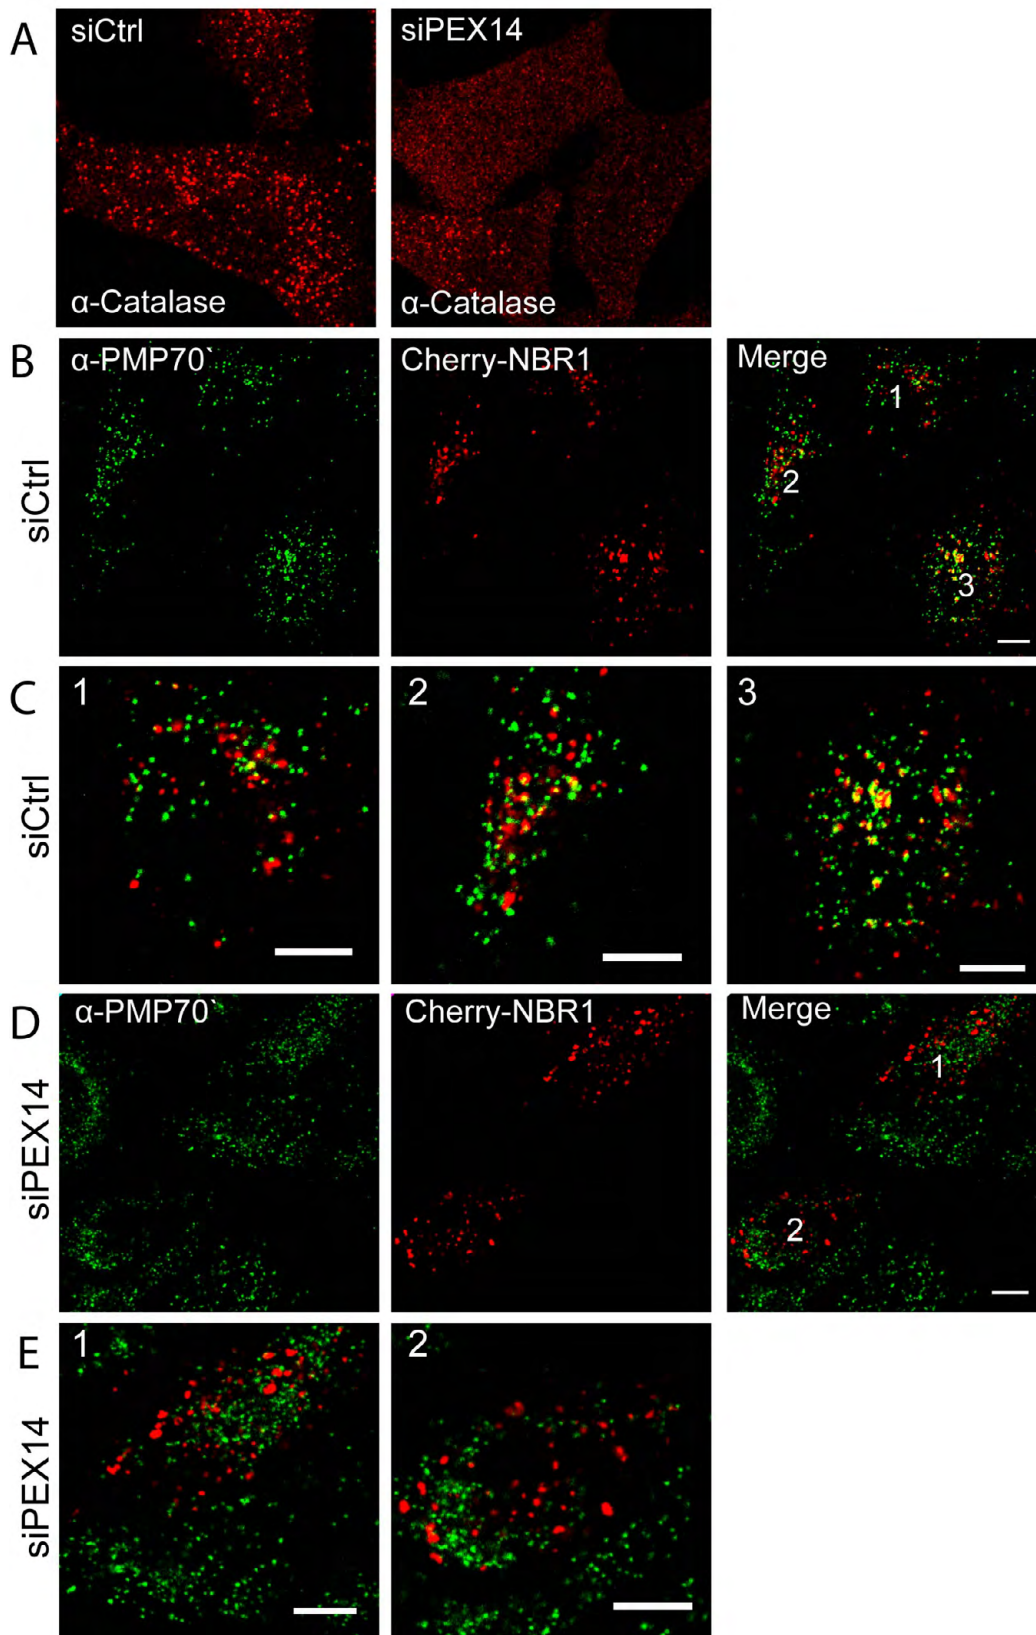 A
siCtrl
siPEX14
α-Catalase
α-Catalase
B
siCtrl
α-PMP70`
Cherry-NBR1
Merge
1
2
3
C
siCtrl
1
2
3
D
siPEX14
α-PMP70`
Cherry-NBR1
Merge
1
2
E
siPEX14
1
2